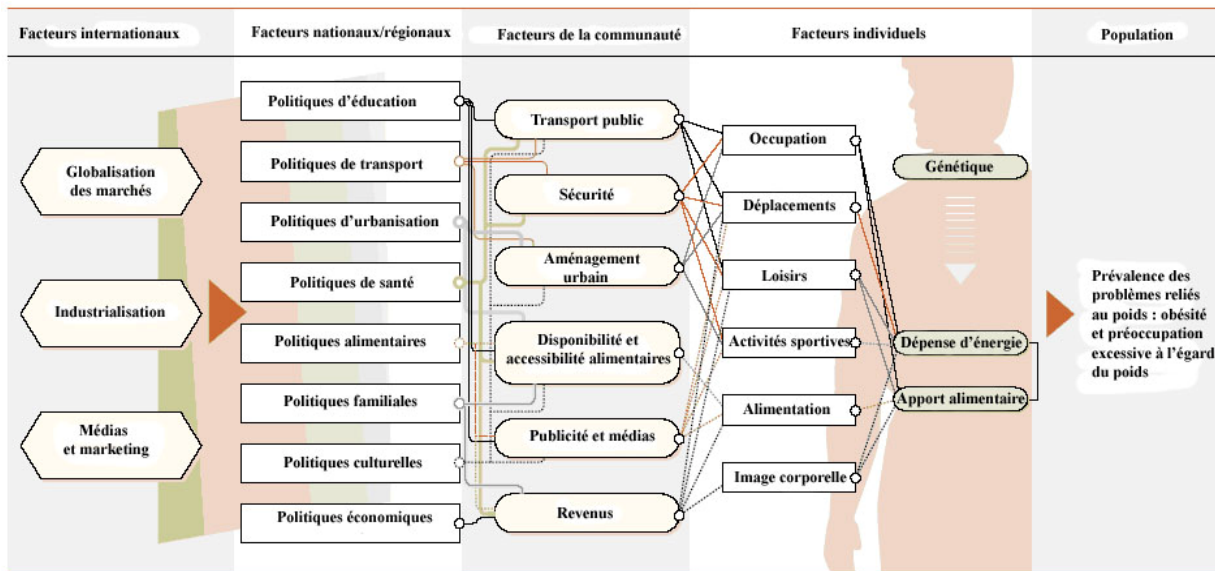 Facteurs internationaux
Facteurs nationaux/régionaux
Facteurs de la communauté
Facteurs individuels
Population
Globalisation
des marchés
Industrialisation
Médias
et marketing
Politiques d'éducation
Politiques de transport
Politiques d'urbanisation
Politiques de santé
Politiques alimentaires
Politiques familiales
Politiques culturelles
Politiques économiques
Transport public
Sécurité
Aménagement
urbain
Disponibilité et
accessibilité alimentaires
Publicité et médias
Revenus
Occupation
Déplacements
Loisirs
Activités sportives
Alimentation
Image corporelle
Génétique
Dépense d'énergie
Apport alimentaire
Prévalence des
problèmes reliés
au poids : obésité
et préoccupation
excessive à l'égard
du poids